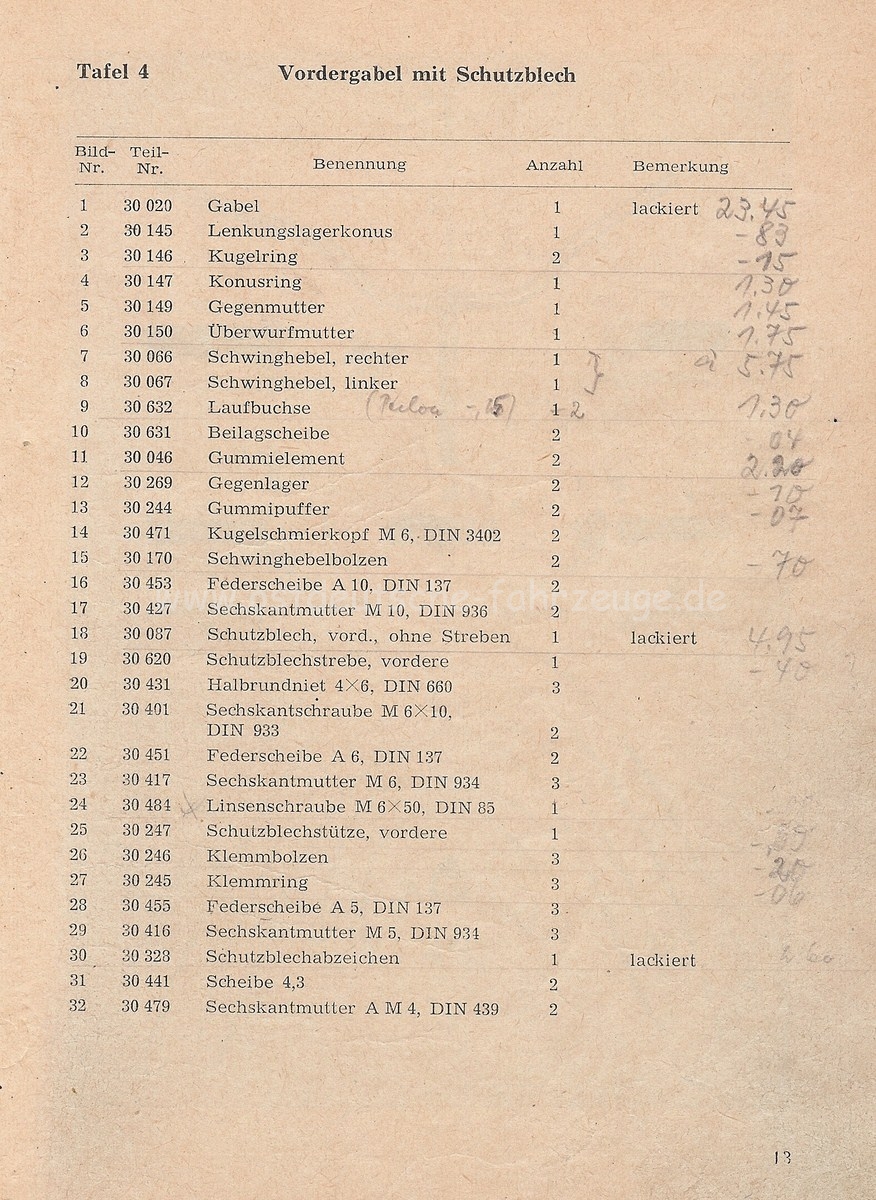 Tafel 4 Vordergabel mit Schutzblech
Bild- Teil-
Nr. Nr. Benennung Anzahl Bemerkung
1 30 020 Gabel 1 lackiert 23.45
2 30 145 Lenkungslagerkonus 1 -83
3 30 146 Kugelring 2 -15
4 30 147 Konusring 1 1.30
5 30 149 Gegenmutter 1 1.45
6 30 150 Überwurfmutter 1 1.75
7 30 066 Schwinghebel, rechter 1 } à 5.75
8 30 067 Schwinghebel, linker 1
9 30 632 Laufbuchse 1 2 1,30
10 30 631 Beilagscheibe 2 04
11 30 046 Gummielement 2 2.20
12 30 269 Gegenlager 2 -10
13 30 244 Gummipuffer 2 -07
14 30 471 Kugelschmierkopf M 6, DIN 3402 2
15 30 170 Schwinghebelbolzen 2 -70
16 30 453 Federscheibe A 10, DIN 137 2
17 30 427 Sechskantmutter M 10, DIN 936 2
18 30 087 Schutzblech, vord., ohne Streben 1 lackiert 4.95
19 30 620 Schutzblechstrebe, vordere 1 -40
20 30 431 Halbrundniet 4×6, DIN 660 3
21 30 401 Sechskantschraube M 6×10,
DIN 933 2
22 30 451 Federscheibe A 6, DIN 137 2
23 30 417 Sechskantmutter M 6, DIN 934 3
24 30 484 Linsenschraube M 6×50, DIN 85 1
25 30 247 Schutzblechstütze, vordere 1
26 30 246 Klemmbolzen 3 -20
27 30 245 Klemmring 3 -06
28 30 455 Federscheibe A 5, DIN 137 3
29 30 416 Sechskantmutter M 5, DIN 934 3
30 30 328 Schutzblechabzeichen 1 lackiert
31 30 441 Scheibe 4,3 2
32 30 479 Sechskantmutter A M 4, DIN 439 2
13